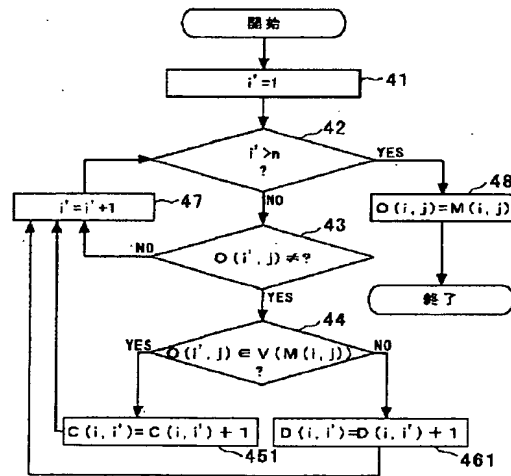 開始
i'=1
41
42
i'>n
?
YES
NO
48
O(i,j)=M(i,j)
i'=i'+1
47
43
O(i',j)≠?
NO
YES
終了
44
YES
O(i',j)∈V(M(i,j))
?
NO
C(i,i')=C(i,i')+1
451
D(i,i')=D(i,i')+1
461